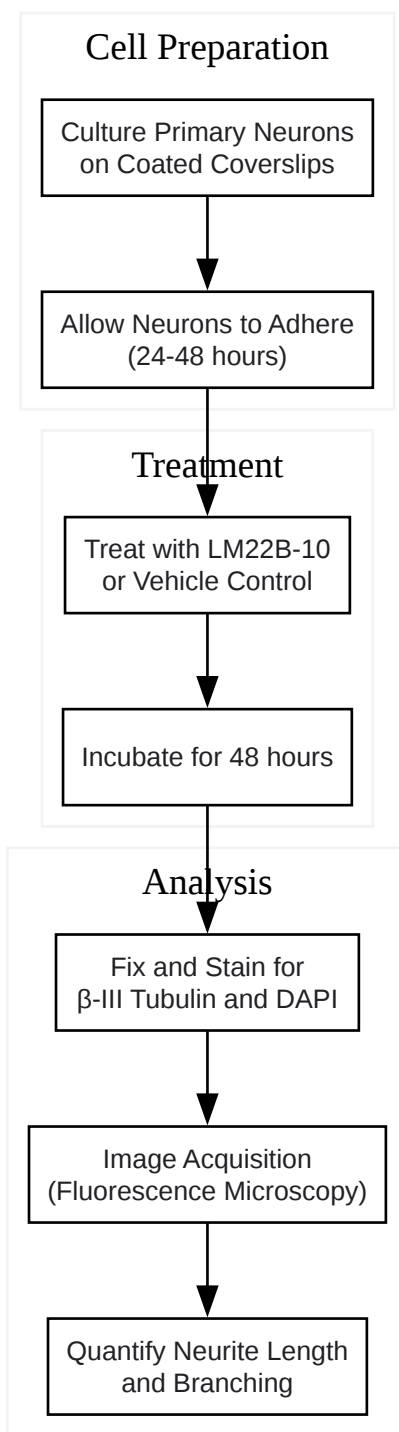 Cell Preparation
Culture Primary Neurons
on Coated Coverslips
Allow Neurons to Adhere
(24-48 hours)
Treatment
Treat with LM22B-10
or Vehicle Control
Incubate for 48 hours
Analysis
Fix and Stain for
β-III Tubulin and DAPI
Image Acquisition
(Fluorescence Microscopy)
Quantify Neurite Length
and Branching